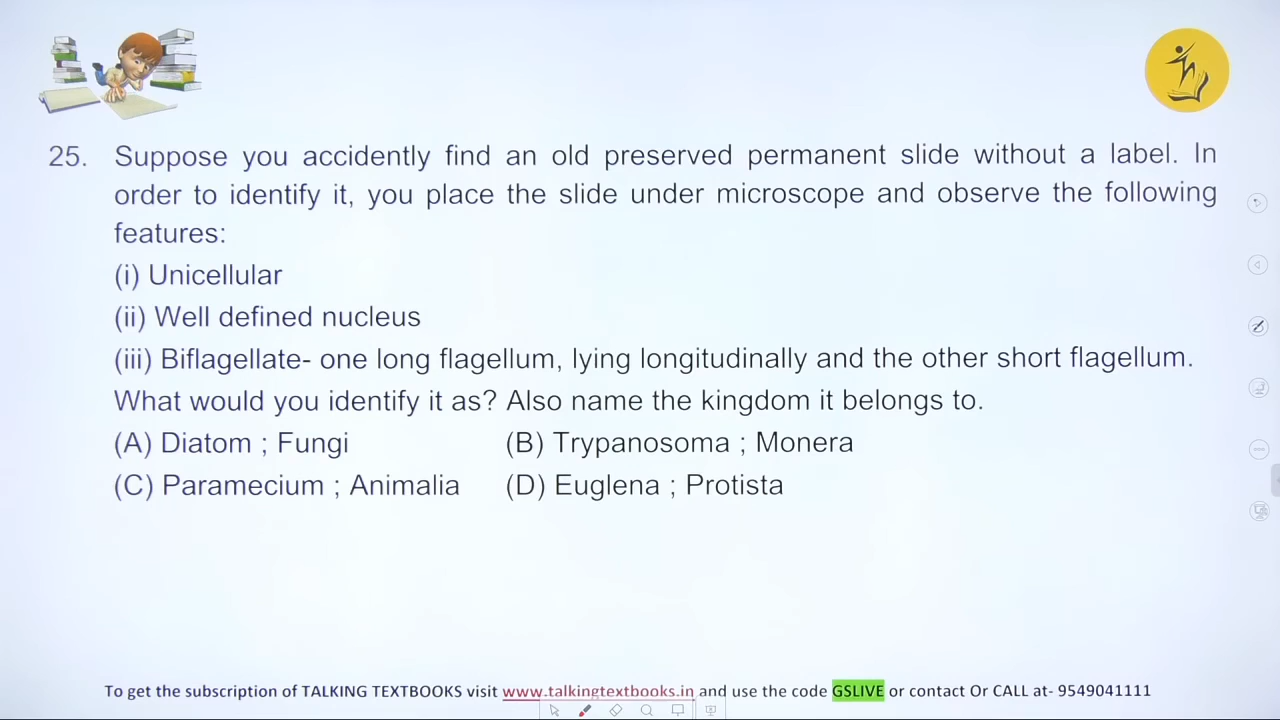 25. Suppose you accidently find an old preserved permanent slide without a label. In
order to identify it, you place the slide under microscope and observe the following
features:
(i) Unicellular
(ii) Well defined nucleus
(iii) Biflagellate- one long flagellum, lying longitudinally and the other short flagellum.
What would you identify it as? Also name the kingdom it belongs to.
(A) Diatom ; Fungi (B) Trypanosoma ; Monera
(C) Paramecium ; Animalia (D) Euglena ; Protista
To get the subscription of TALKING TEXTBOOKS visit www.talkingtextbooks.in and use the code GSLIVE or contact Or CALL at- 9549041111